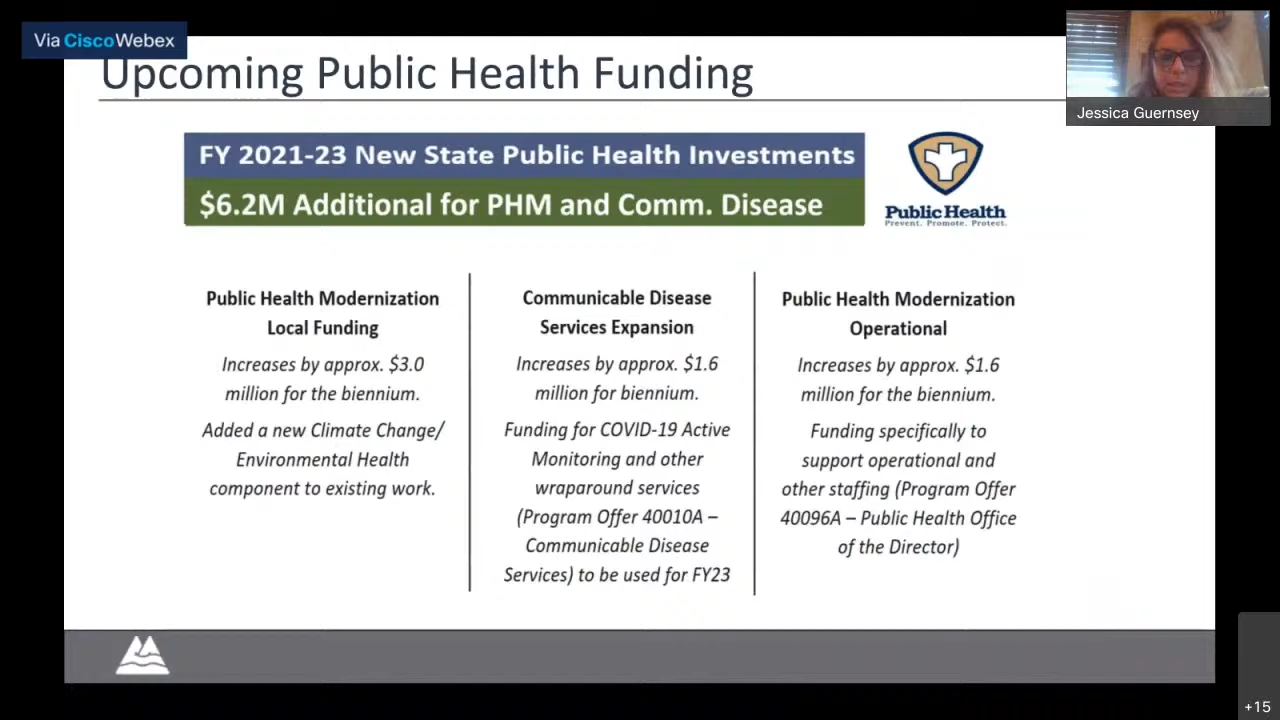 Via Cisco Webex
Upcoming Public Health Funding
Jessica Guernsey
FY 2021-23 New State Public Health Investments
$6.2M Additional for PHM and Comm. Disease
Public Health
Prevent. Promote. Protect.
Public Health Modernization
Local Funding
Increases by approx. $3.0
million for the biennium.
Added a new Climate Change/
Environmental Health
component to existing work.
Communicable Disease
Services Expansion
Increases by approx. $1.6
million for biennium.
Funding for COVID-19 Active
Monitoring and other
wraparound services
(Program Offer 40010A –
Communicable Disease
Services) to be used for FY23
Public Health Modernization
Operational
Increases by approx. $1.6
million for the biennium.
Funding specifically to
support operational and
other staffing (Program Offer
40096A – Public Health Office
of the Director)
+15